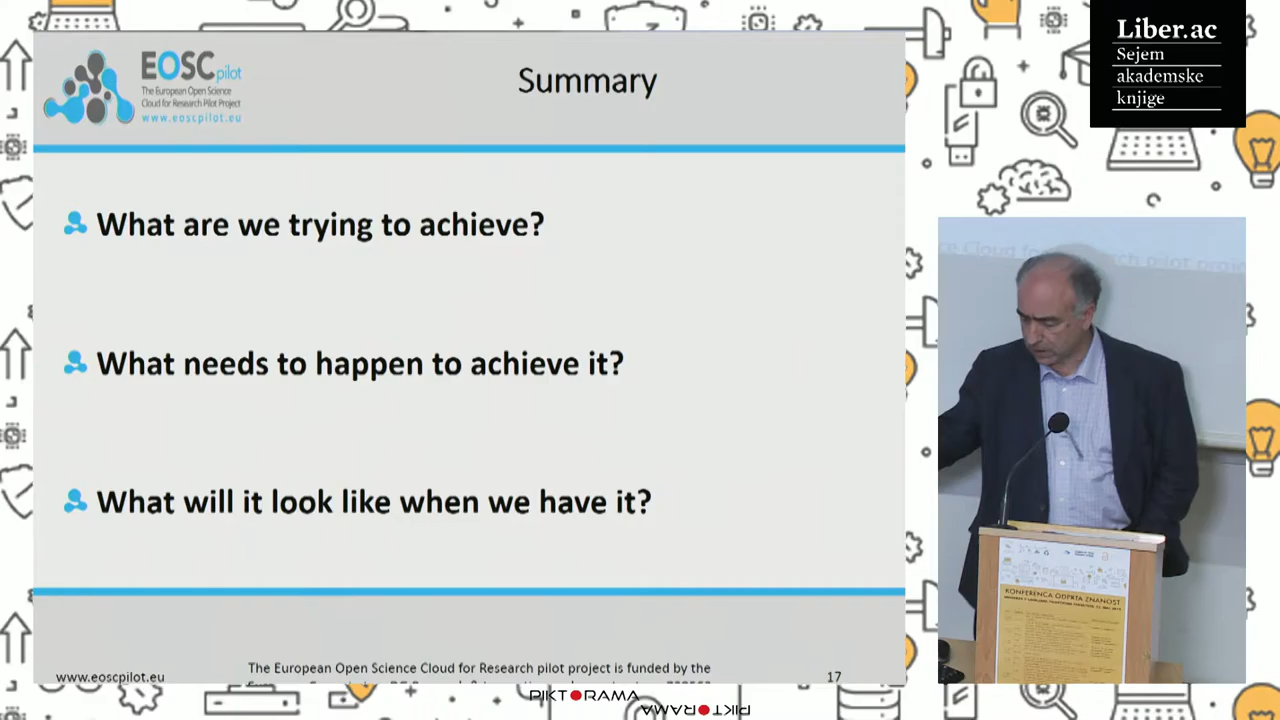 EOSCpilot
The European Open Science
Cloud for Research Pilot Project
www.eoscpilot.eu
Summary
What are we trying to achieve?
What needs to happen to achieve it?
What will it look like when we have it?
www.eoscpilot.eu
The European Open Science Cloud for Research pilot project is funded by the
17
Liber.ac
Sejem
akademske
knjige
KONFERENCA ODPRTA ZNANOST
PIKTORAMA
PIKTORAMA